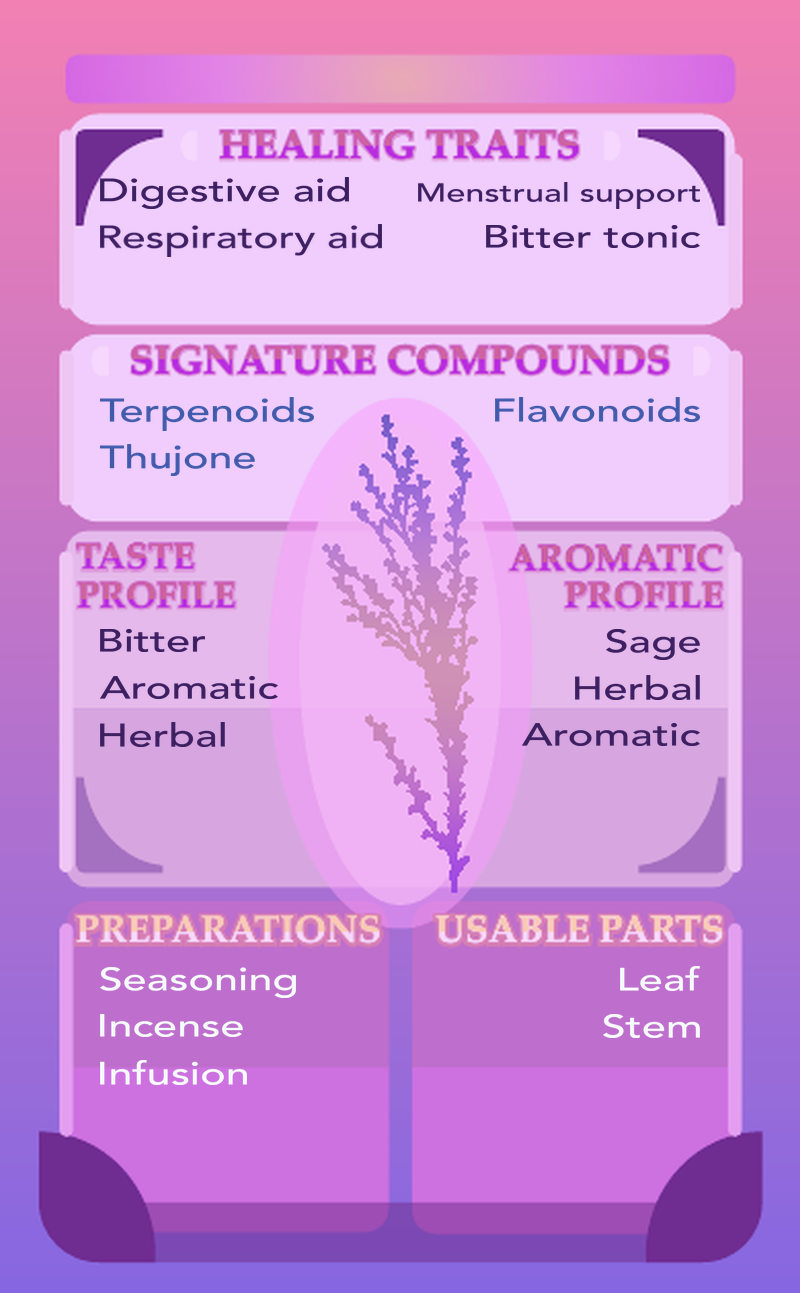 HEALING TRAITS
Digestive aid
Menstrual support
Respiratory aid
Bitter tonic
SIGNATURE COMPOUNDS
Terpenoids
Flavonoids
Thujone
TASTE
PROFILE
Bitter
Aromatic
Herbal
AROMATIC
PROFILE
Sage
Herbal
Aromatic
PREPARATIONS
Seasoning
Incense
Infusion
USABLE PARTS
Leaf
Stem